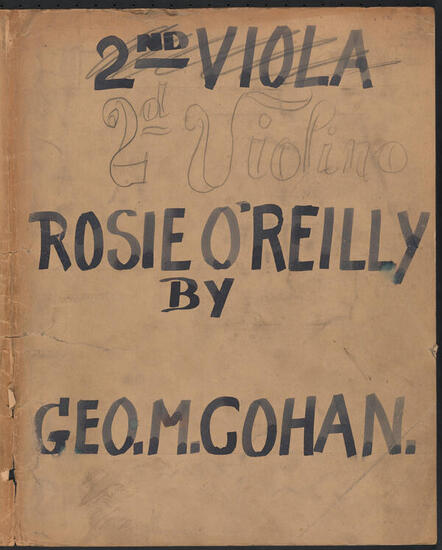 2ND VIOLA
2d Violino
ROSIE O'REILLY
BY
GEO. M. COHAN.